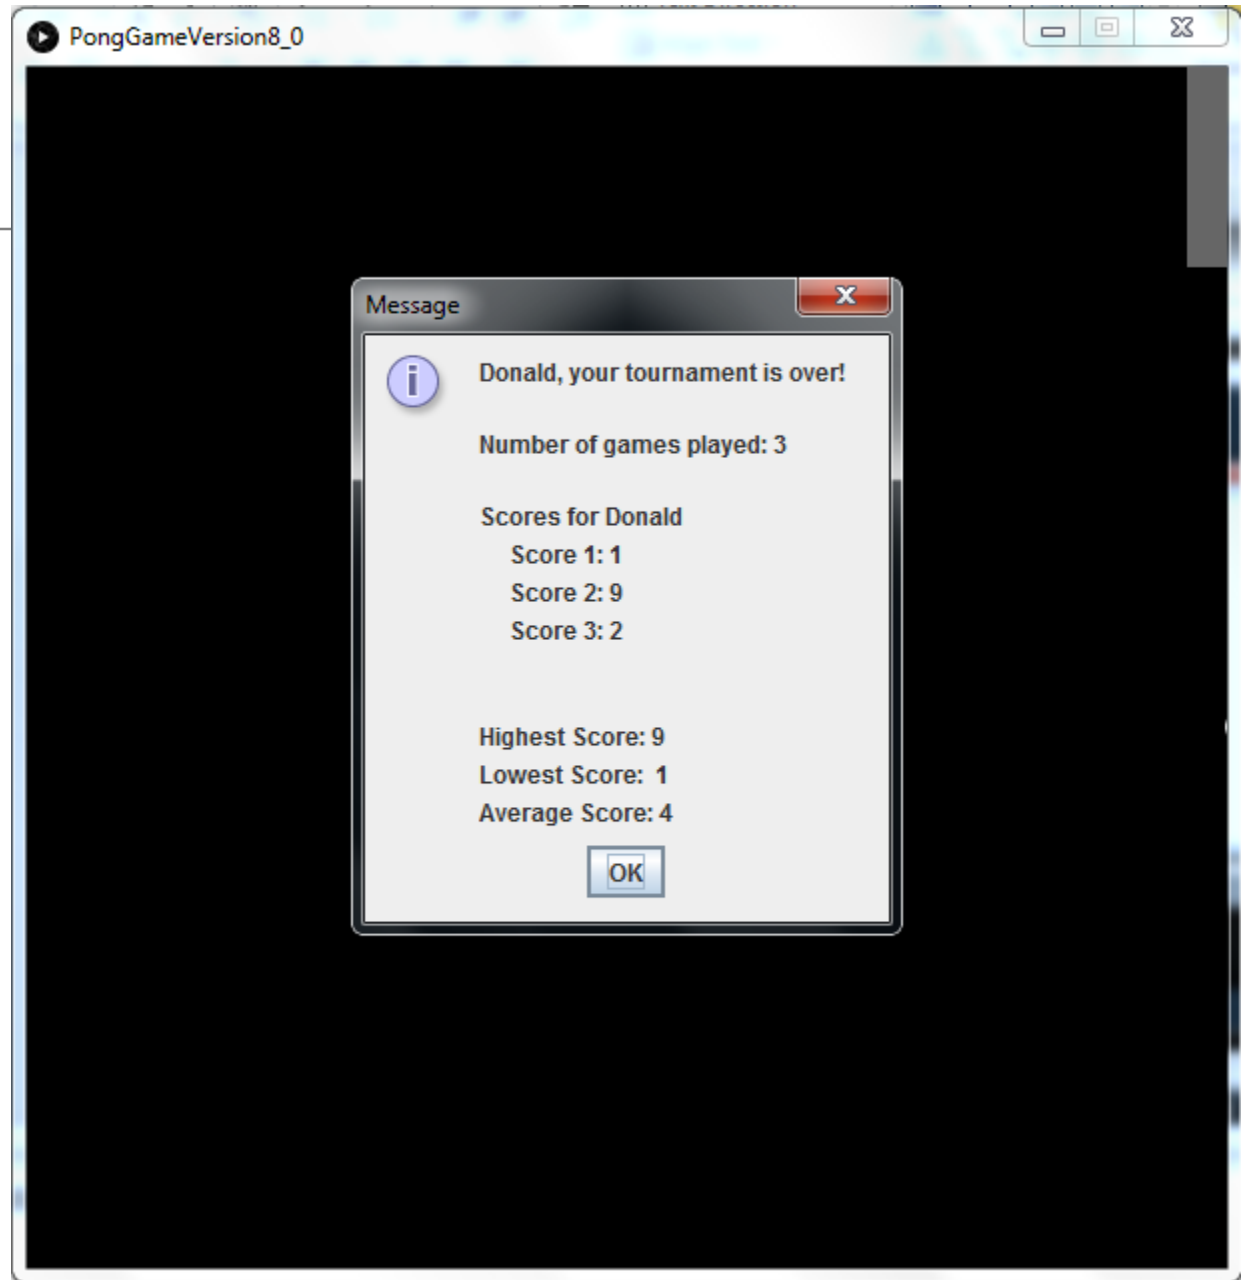 PongGameVersion8_0
Message
Donald, your tournament is over!
Number of games played: 3
Scores for Donald
Score 1: 1
Score 2: 9
Score 3: 2
Highest Score: 9
Lowest Score:  1
Average Score: 4
OK